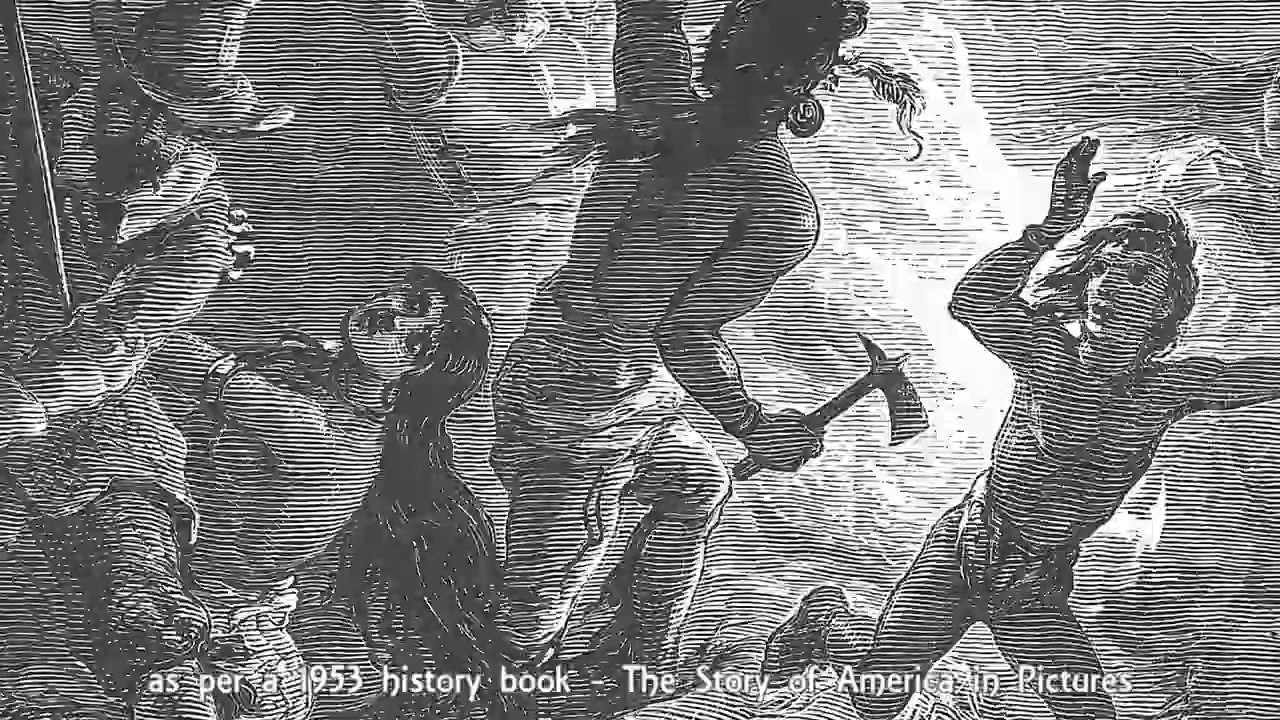 as per a 1953 history book - The Story of America in Pictures